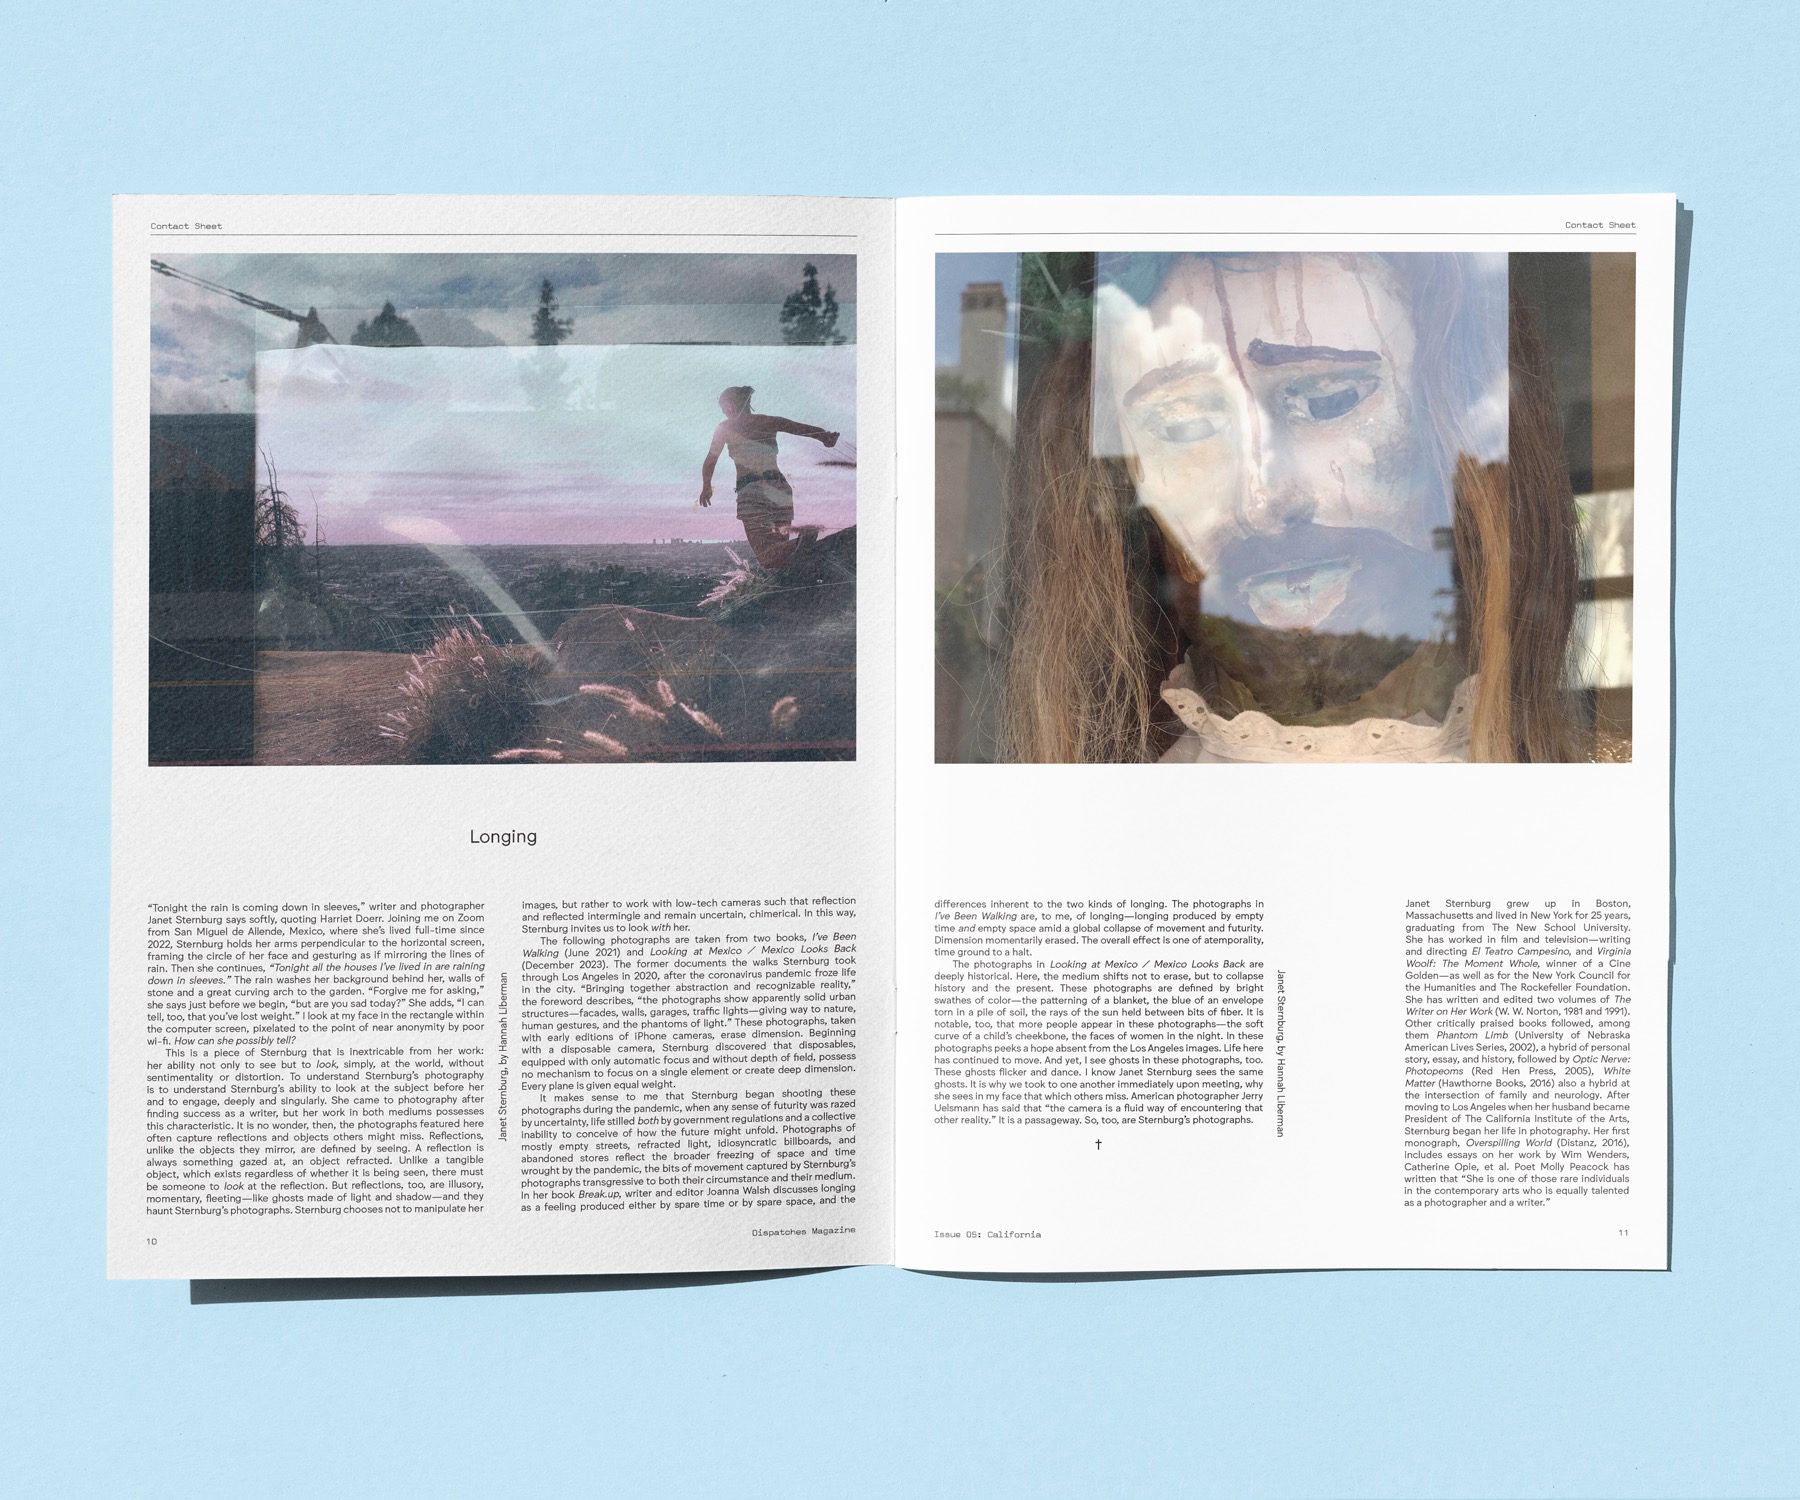 Contact Sheet
Longing
“Tonight the rain is coming down in sleeves,” writer and photographer
Janet Sternburg says softly, quoting Harriet Doerr. Joining me on Zoom
from San Miguel de Allende, Mexico, where she’s lived full-time since
2022, Sternburg holds her arms perpendicular to the horizontal screen,
framing the circle of her face and gesturing as if mirroring the lines of
rain. Then she continues, “Tonight all the houses I’ve lived in are raining
down in sleeves.” The rain washes her background behind her, walls of
stone and a great curving arch to the garden. “Forgive me for asking,”
she says just before we begin, “but are you sad today?” She adds, “I can
tell, too, that you’ve lost weight.” I look at my face in the rectangle within
the computer screen, pixelated to the point of near anonymity by poor
wi-fi. How can she possibly tell?
This is a piece of Sternburg that is inextricable from her work:
her ability not only to see but to look, simply, at the world, without
sentimentality or distortion. To understand Sternburg’s photography
is to understand Sternburg’s ability to look at the subject before her
and to engage, deeply and singularly. She came to photography after
finding success as a writer, but her work in both mediums possesses
this characteristic. It is no wonder, then, the photographs featured here
often capture reflections and objects others might miss. Reflections,
unlike the objects they mirror, are defined by seeing. A reflection is
always something gazed at, an object refracted. Unlike a tangible
object, which exists regardless of whether it is being seen, there must
be someone to look at the reflection. But reflections, too, are illusory,
momentary, fleeting—like ghosts made of light and shadow—and they
haunt Sternburg’s photographs. Sternburg chooses not to manipulate her
Janet Sternburg, by Hannah Liberman
images, but rather to work with low-tech cameras such that reflection
and reflected intermingle and remain uncertain, chimerical. In this way,
Sternburg invites us to look with her.
The following photographs are taken from two books, I’ve Been
Walking (June 2021) and Looking at Mexico / Mexico Looks Back
(December 2023). The former documents the walks Sternburg took
through Los Angeles in 2020, after the coronavirus pandemic froze life
in the city. “Bringing together abstraction and recognizable reality,”
the foreword describes, “the photographs show apparently solid urban
structures—facades, walls, garages, traffic lights—giving way to nature,
human gestures, and the phantoms of light.” These photographs, taken
with early editions of iPhone cameras, erase dimension. Beginning
with a disposable camera, Sternburg discovered that disposables,
equipped with only automatic focus and without depth of field, possess
no mechanism to focus on a single element or create deep dimension.
Every plane is given equal weight.
It makes sense to me that Sternburg began shooting these
photographs during the pandemic, when any sense of futurity was razed
by uncertainty, life stilled both by government regulations and a collective
inability to conceive of how the future might unfold. Photographs of
mostly empty streets, refracted light, idiosyncratic billboards, and
abandoned stores reflect the broader freezing of space and time
wrought by the pandemic, the bits of movement captured by Sternburg’s
photographs transgressive to both their circumstance and their medium.
In her book Break.up, writer and editor Joanna Walsh discusses longing
as a feeling produced either by spare time or by spare space, and the
10
Dispatches Magazine
Contact Sheet
differences inherent to the two kinds of longing. The photographs in
I’ve Been Walking are, to me, of longing—longing produced by empty
time and empty space amid a global collapse of movement and futurity.
Dimension momentarily erased. The overall effect is one of atemporality,
time ground to a halt.
The photographs in Looking at Mexico / Mexico Looks Back are
deeply historical. Here, the medium shifts not to erase, but to collapse
history and the present. These photographs are defined by bright
swathes of color—the patterning of a blanket, the blue of an envelope
torn in a pile of soil, the rays of the sun held between bits of fiber. It is
notable, too, that more people appear in these photographs—the soft
curve of a child’s cheekbone, the faces of women in the night. In these
photographs peeks a hope absent from the Los Angeles images. Life here
has continued to move. And yet, I see ghosts in these photographs, too.
These ghosts flicker and dance. I know Janet Sternburg sees the same
ghosts. It is why we took to one another immediately upon meeting, why
she sees in my face that which others miss. American photographer Jerry
Uelsmann has said that “the camera is a fluid way of encountering that
other reality.” It is a passageway. So, too, are Sternburg’s photographs.
†
Janet Sternburg, by Hannah Liberman
Janet Sternburg grew up in Boston,
Massachusetts and lived in New York for 25 years,
graduating from The New School University.
She has worked in film and television—writing
and directing El Teatro Campesino, and Virginia
Woolf: The Moment Whole, winner of a Cine
Golden—as well as for the New York Council for
the Humanities and The Rockefeller Foundation.
She has written and edited two volumes of The
Writer on Her Work (W. W. Norton, 1981 and 1991).
Other critically praised books followed, among
them Phantom Limb (University of Nebraska
American Lives Series, 2002), a hybrid of personal
story, essay, and history, followed by Optic Nerve:
Photopoems (Red Hen Press, 2005), White
Matter (Hawthorne Books, 2016) also a hybrid at
the intersection of family and neurology. After
moving to Los Angeles when her husband became
President of The California Institute of the Arts,
Sternburg began her life in photography. Her first
monograph, Overspilling World (Distanz, 2016),
includes essays on her work by Wim Wenders,
Catherine Opie, et al. Poet Molly Peacock has
written that “She is one of those rare individuals
in the contemporary arts who is equally talented
as a photographer and a writer.”
Issue 05: California
11